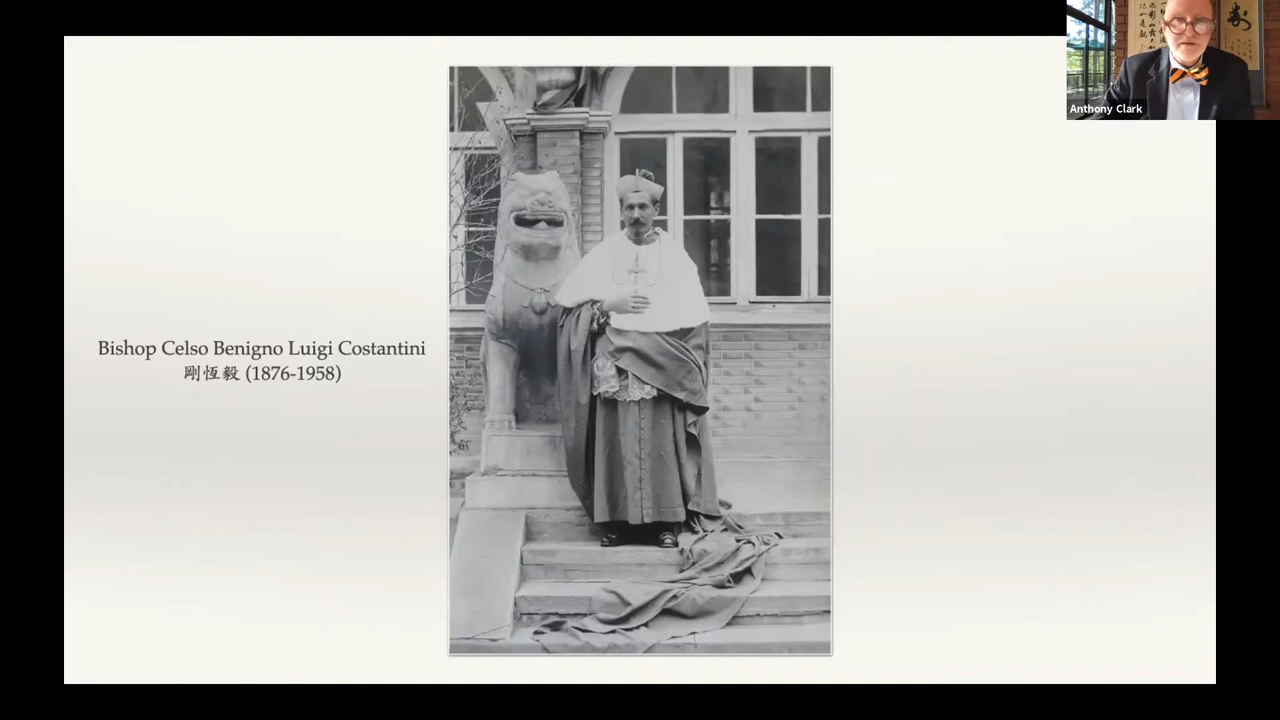 Bishop Celso Benigno Luigi Costantini
剛恆毅 (1876-1958)
Anthony Clark